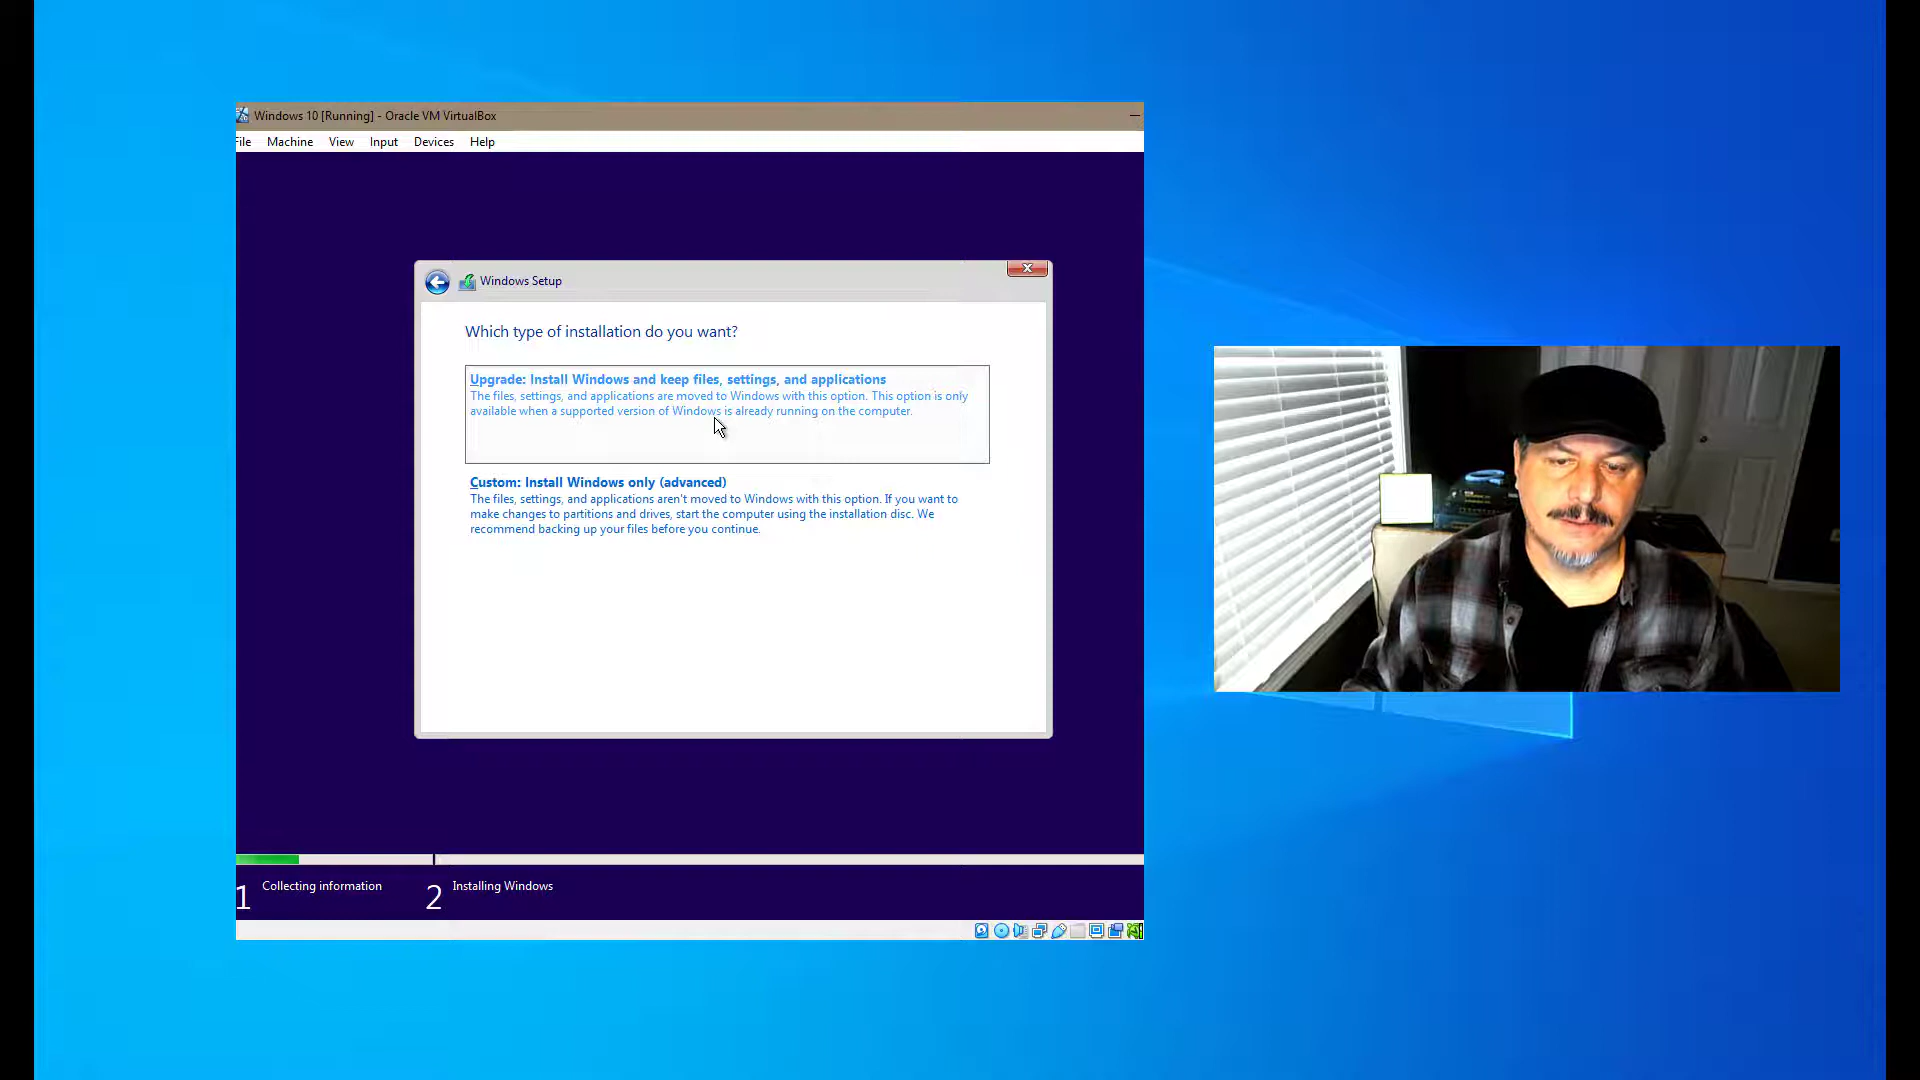 Windows 10 [Running] - Oracle VM VirtualBox
File Machine View Input Devices Help
Windows Setup
Which type of installation do you want?
Upgrade: Install Windows and keep files, settings, and applications
The files, settings, and applications are moved to Windows with this option. This option is only
available when a supported version of Windows is already running on the computer.
Custom: Install Windows only (advanced)
The files, settings, and applications aren't moved to Windows with this option. If you want to
make changes to partitions and drives, start the computer using the installation disc. We
recommend backing up your files before you continue.
1 Collecting information 2 Installing Windows